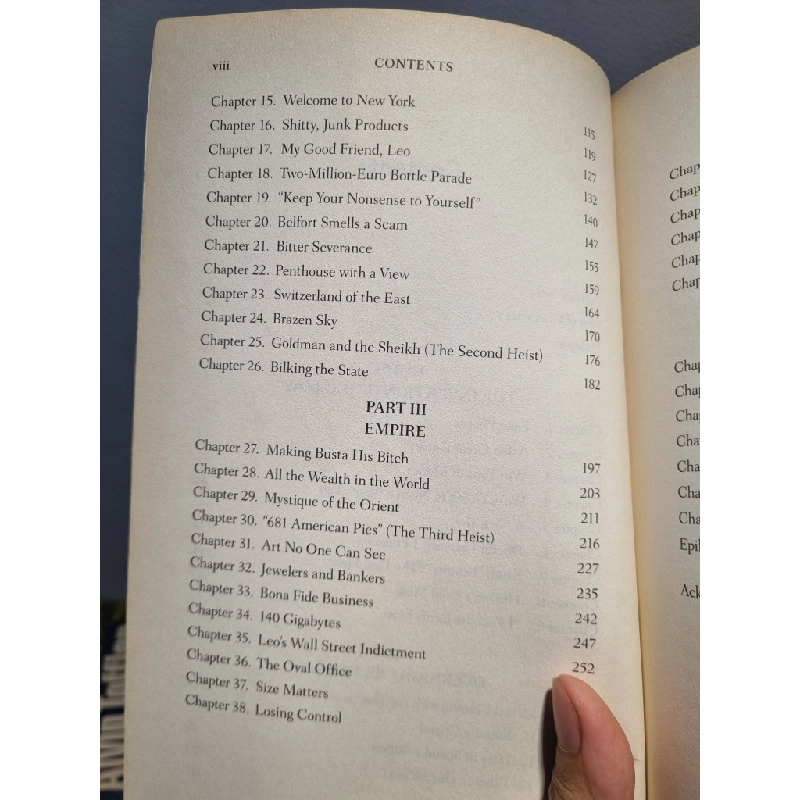 viii CONTENTS
Chapter 15. Welcome to New York 115
Chapter 16. Shitty, Junk Products 119
Chapter 17. My Good Friend, Leo 127
Chapter 18. Two-Million-Euro Bottle Parade 132
Chapter 19. "Keep Your Nonsense to Yourself" 140
Chapter 20. Belfort Smells a Scam 147
Chapter 21. Bitter Severance 155
Chapter 22. Penthouse with a View 159
Chapter 23 Switzerland of the East 164
Chapter 24. Brazen Sky 170
Chapter 25. Goldman and the Sheikh (The Second Heist) 176
Chapter 26. Bilking the State 182
PART III
EMPIRE
Chapter 27. Making Busta His Bitch 197
Chapter 28. All the Wealth in the World 203
Chapter 29. Mystique of the Orient 211
Chapter 30. "681 American Pies" (The Third Heist) 216
Chapter 31. Art No One Can See 227
Chapter 32. Jewelers and Bankers 235
Chapter 33. Bona Fide Business 242
Chapter 34. 140 Gigabytes 247
Chapter 35. Leo's Wall Street Indictment 252
Chapter 36. The Oval Office
Chapter 37. Size Matters
Chapter 38. Losing Control